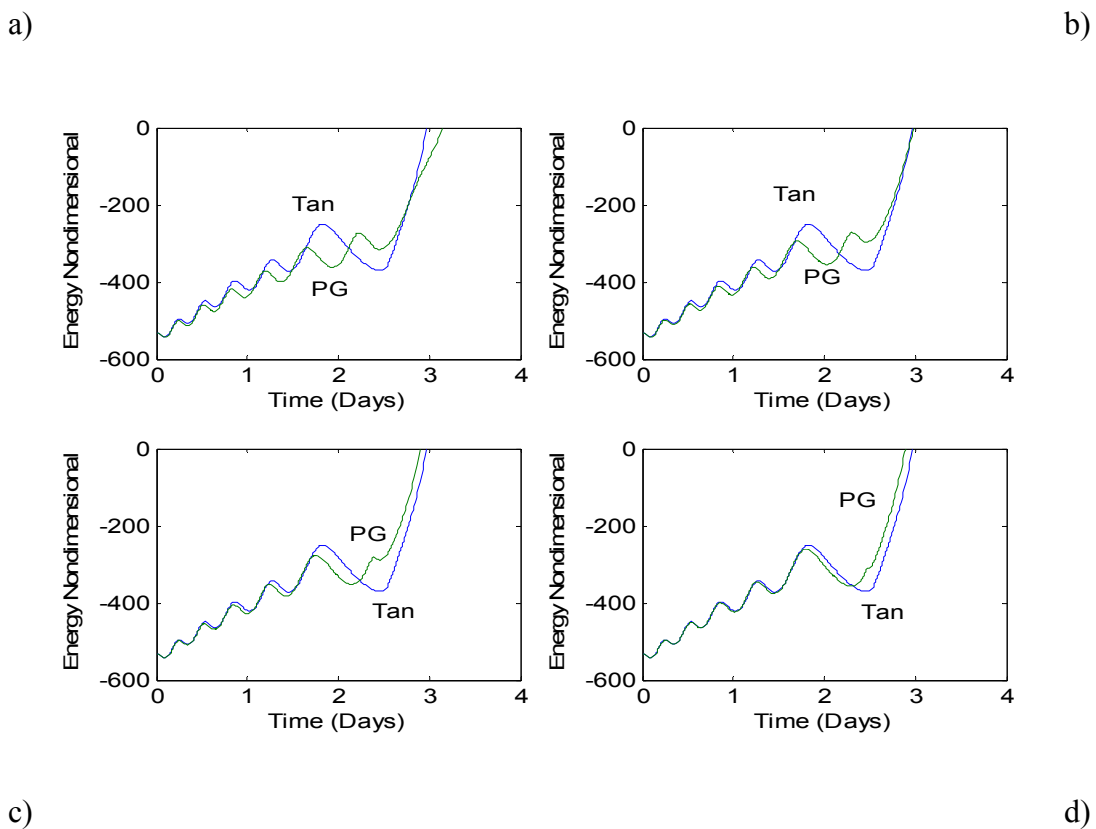 a) b)
0
-200
-400
-600
Energy Nondimensional
Tan
PG
0 1 2 3 4
Time (Days)
0
-200
-400
-600
Energy Nondimensional
Tan
PG
0 1 2 3 4
Time (Days)
0
-200
-400
-600
Energy Nondimensional
PG
Tan
0 1 2 3 4
Time (Days)
0
-200
-400
-600
Energy Nondimensional
PG
Tan
0 1 2 3 4
Time (Days)
c) d)